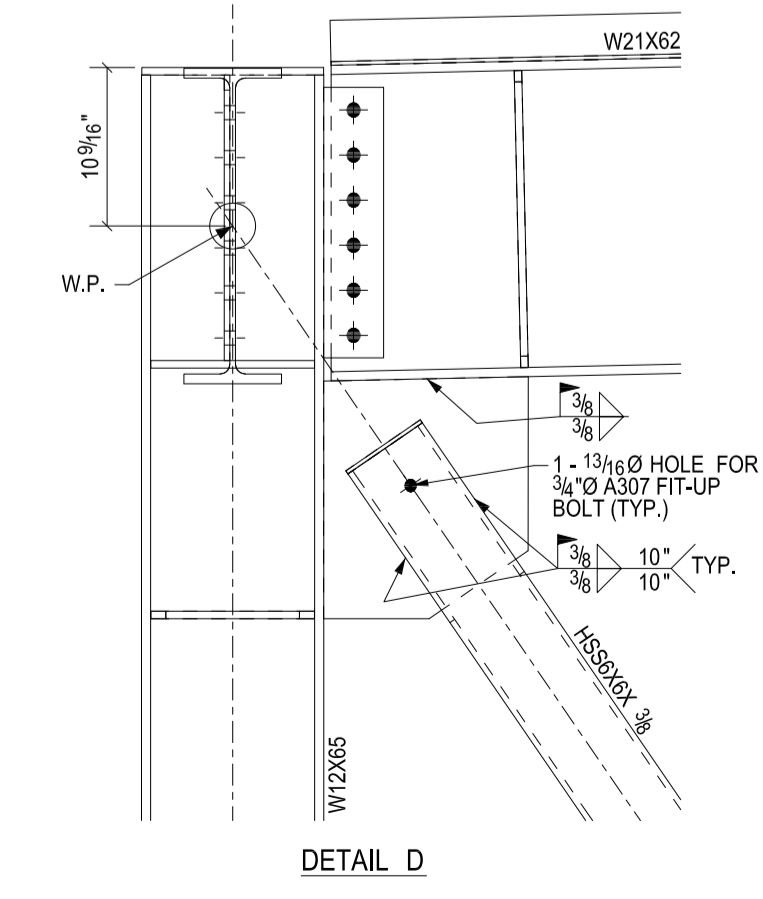 W21X62
10 9/16"
W.P.
3/8
3/8
1 - 13/16 Ø HOLE FOR
3/4"Ø A307 FIT-UP
BOLT (TYP.)
3/8 10" TYP.
3/8 10"
HSS6X6X 3/8
W12X65
DETAIL D